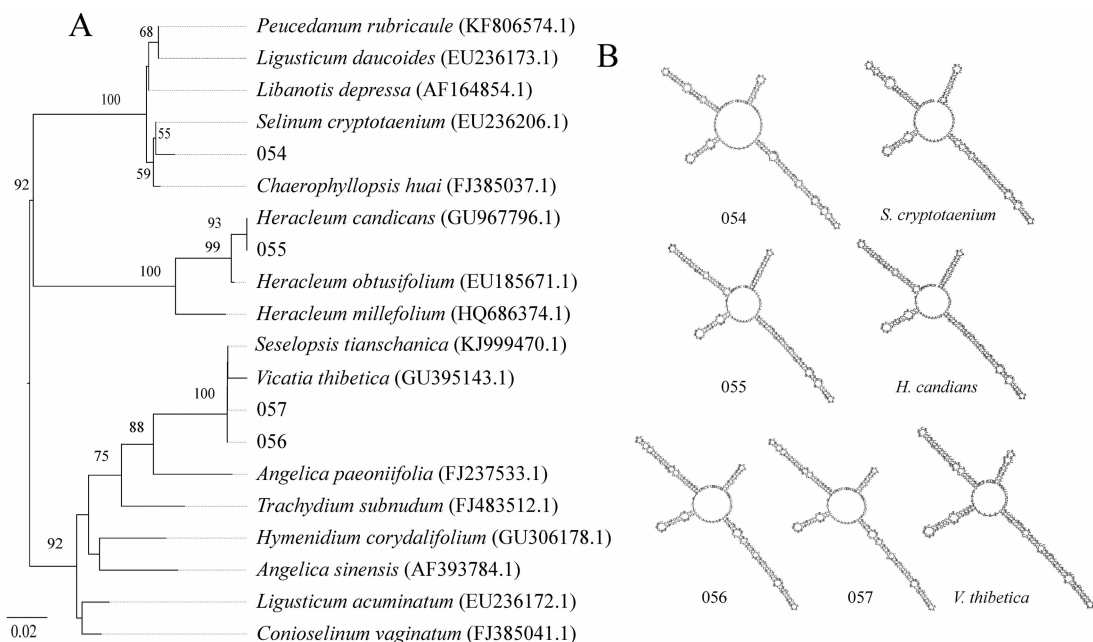 A
68
Peucedanum rubricaule (KF806574.1)
Ligusticum daucoides (EU236173.1)
Libanotis depressa (AF164854.1)
100
Selinum cryptotaenium (EU236206.1)
55
054
59
Chaerophyllopsis huai (FJ385037.1)
92
Heracleum candicans (GU967796.1)
93
055
99
Heracleum obtusifolium (EU185671.1)
100
Heracleum millefolium (HQ686374.1)
Seselopsis tianschanica (KJ999470.1)
Vicatia thibetica (GU395143.1)
100
057
88
056
75
Angelica paeoniifolia (FJ237533.1)
Trachydium subnudum (FJ483512.1)
92
Hymenidium corydalifolium (GU306178.1)
Angelica sinensis (AF393784.1)
Ligusticum acuminatum (EU236172.1)
Conioselinum vaginatum (FJ385041.1)
0.02
B
054
S. cryptotaenium
055
H. candians
056
057
V. thibetica